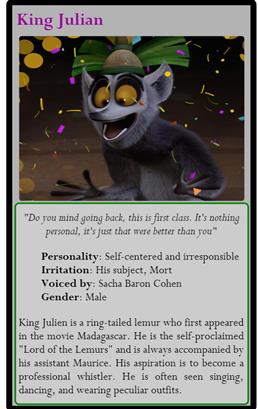 King Julian
"Do you mind going back, this is first class. It's nothing
personal, it's just that were better than you"
Personality: Self-centered and irresponsible
Irritation: His subject, Mort
Voiced by: Sacha Baron Cohen
Gender: Male
King Julien is a ring-tailed lemur who first appeared
in the movie Madagascar. He is the self-proclaimed
"Lord of the Lemurs" and is always accompanied by
his assistant Maurice. His aspiration is to become a
professional whistler. He is often seen singing,
dancing, and wearing peculiar outfits.